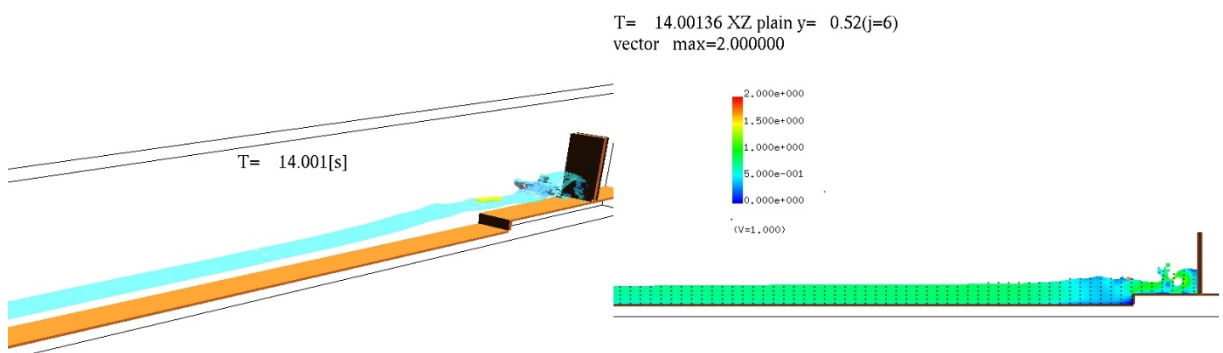 T= 14.001[s]
T= 14.00136 XZ plain y= 0.52(j=6)
vector max=2.000000
2.000e+000
1.500e+000
1.000e+000
5.000e-001
0.000e+000
(V=1.000)